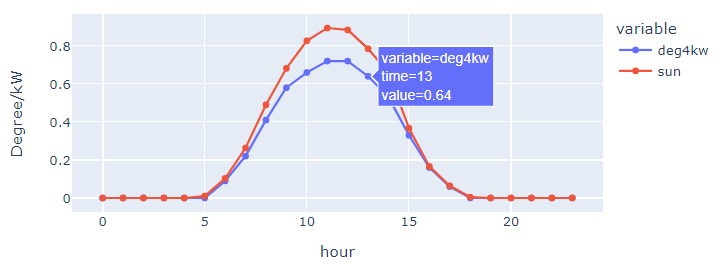 variable
deg4kw
sun
Degree/kW
0.8
0.6
0.4
0.2
0
variable=deg4kw
time=13
value=0.64
0 5 10 15 20
hour